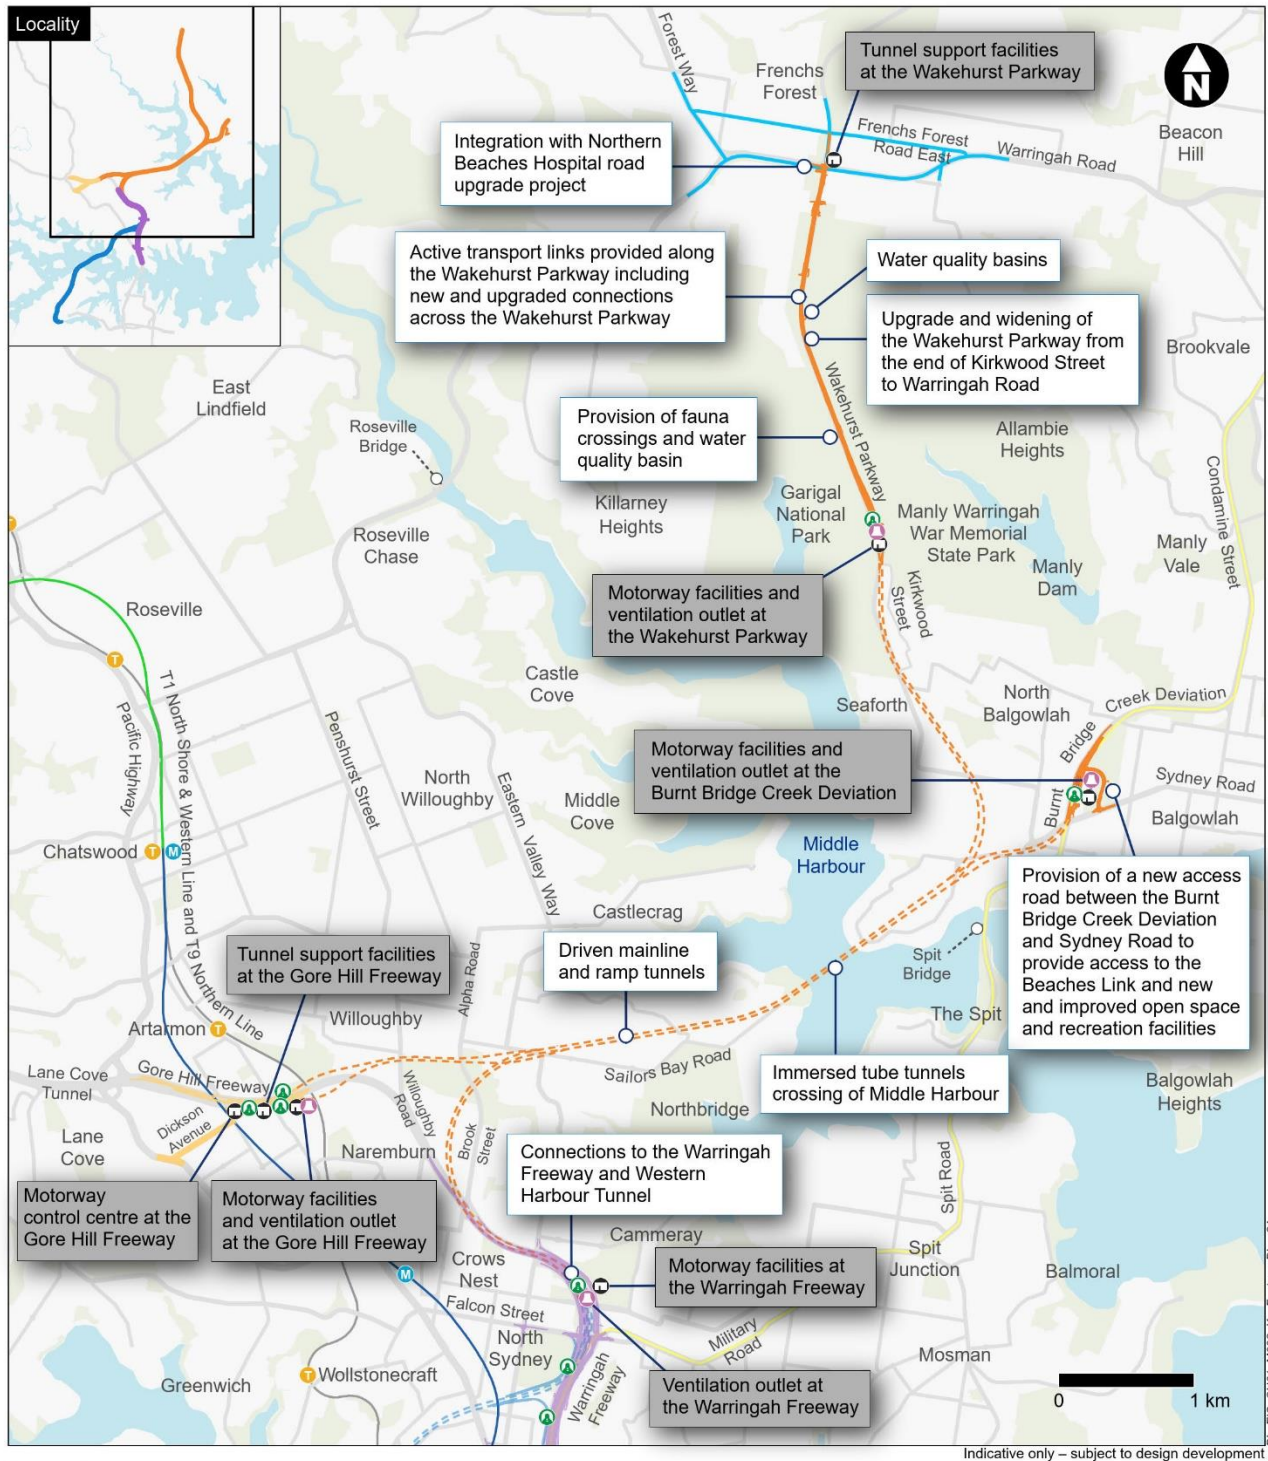 Locality
Forest Way
Frenchs
Forest
Tunnel support facilities
at the Wakehurst Parkway
N
Beacon
Hill
Integration with Northern
Beaches Hospital road
upgrade project
Frenchs Forest
Road East
Warringah Road
Active transport links provided along
the Wakehurst Parkway including
new and upgraded connections
across the Wakehurst Parkway
Water quality basins
Upgrade and widening of
the Wakehurst Parkway from
the end of Kirkwood Street
to Warringah Road
Brookvale
East
Lindfield
Roseville
Bridge
Provision of fauna
crossings and water
quality basin
Wakehurst Parkway
Allambie
Heights
Condamine Street
Killarney
Heights
Garigal
National
Park
Manly Warringah
War Memorial
State Park
Roseville
Chase
Manly
Vale
Manly
Dam
T
Roseville
Motorway facilities and
ventilation outlet at
the Wakehurst Parkway
Kirkwood
Street
T
T1 North Shore & Western Line and T9 Northern Line
Pacific Highway
Penshurst Street
Castle
Cove
Seaforth
North
Balgowlah
Creek Deviation
Bridge
Burnt
Motorway facilities and
ventilation outlet at the
Burnt Bridge Creek Deviation
Sydney Road
Balgowlah
North
Willoughby
Eastern Valley Way
Middle
Cove
Middle
Harbour
Chatswood
T
M
Provision of a new access
road between the Burnt
Bridge Creek Deviation
and Sydney Road to
provide access to the
Beaches Link and new
and improved open space
and recreation facilities
Castlecrag
Tunnel support facilities
at the Gore Hill Freeway
Alpha Road
Driven mainline
and ramp tunnels
Spit
Bridge
The Spit
Willoughby
Artarmon
T
Lane Cove
Tunnel
Gore Hill Freeway
Dickson
Avenue
Willoughby
Road
Brook
Street
Sailors Bay Road
Northbridge
Immersed tube tunnels
crossing of Middle Harbour
Balgowlah
Heights
Lane
Cove
Naremburn
Connections to the Warringah
Freeway and Western
Harbour Tunnel
Spit Road
Motorway
control centre at the
Gore Hill Freeway
Motorway facilities
and ventilation outlet
at the Gore Hill Freeway
Cammeray
Spit
Junction
Balmoral
Crows
Nest
M
Motorway facilities at
the Warringah Freeway
Falcon Street
North
Sydney
Military
Road
Mosman
Warringah
Freeway
T
Wollstonecraft
Greenwich
Ventilation outlet at
the Warringah Freeway
0
1 km
Indicative only – subject to design development